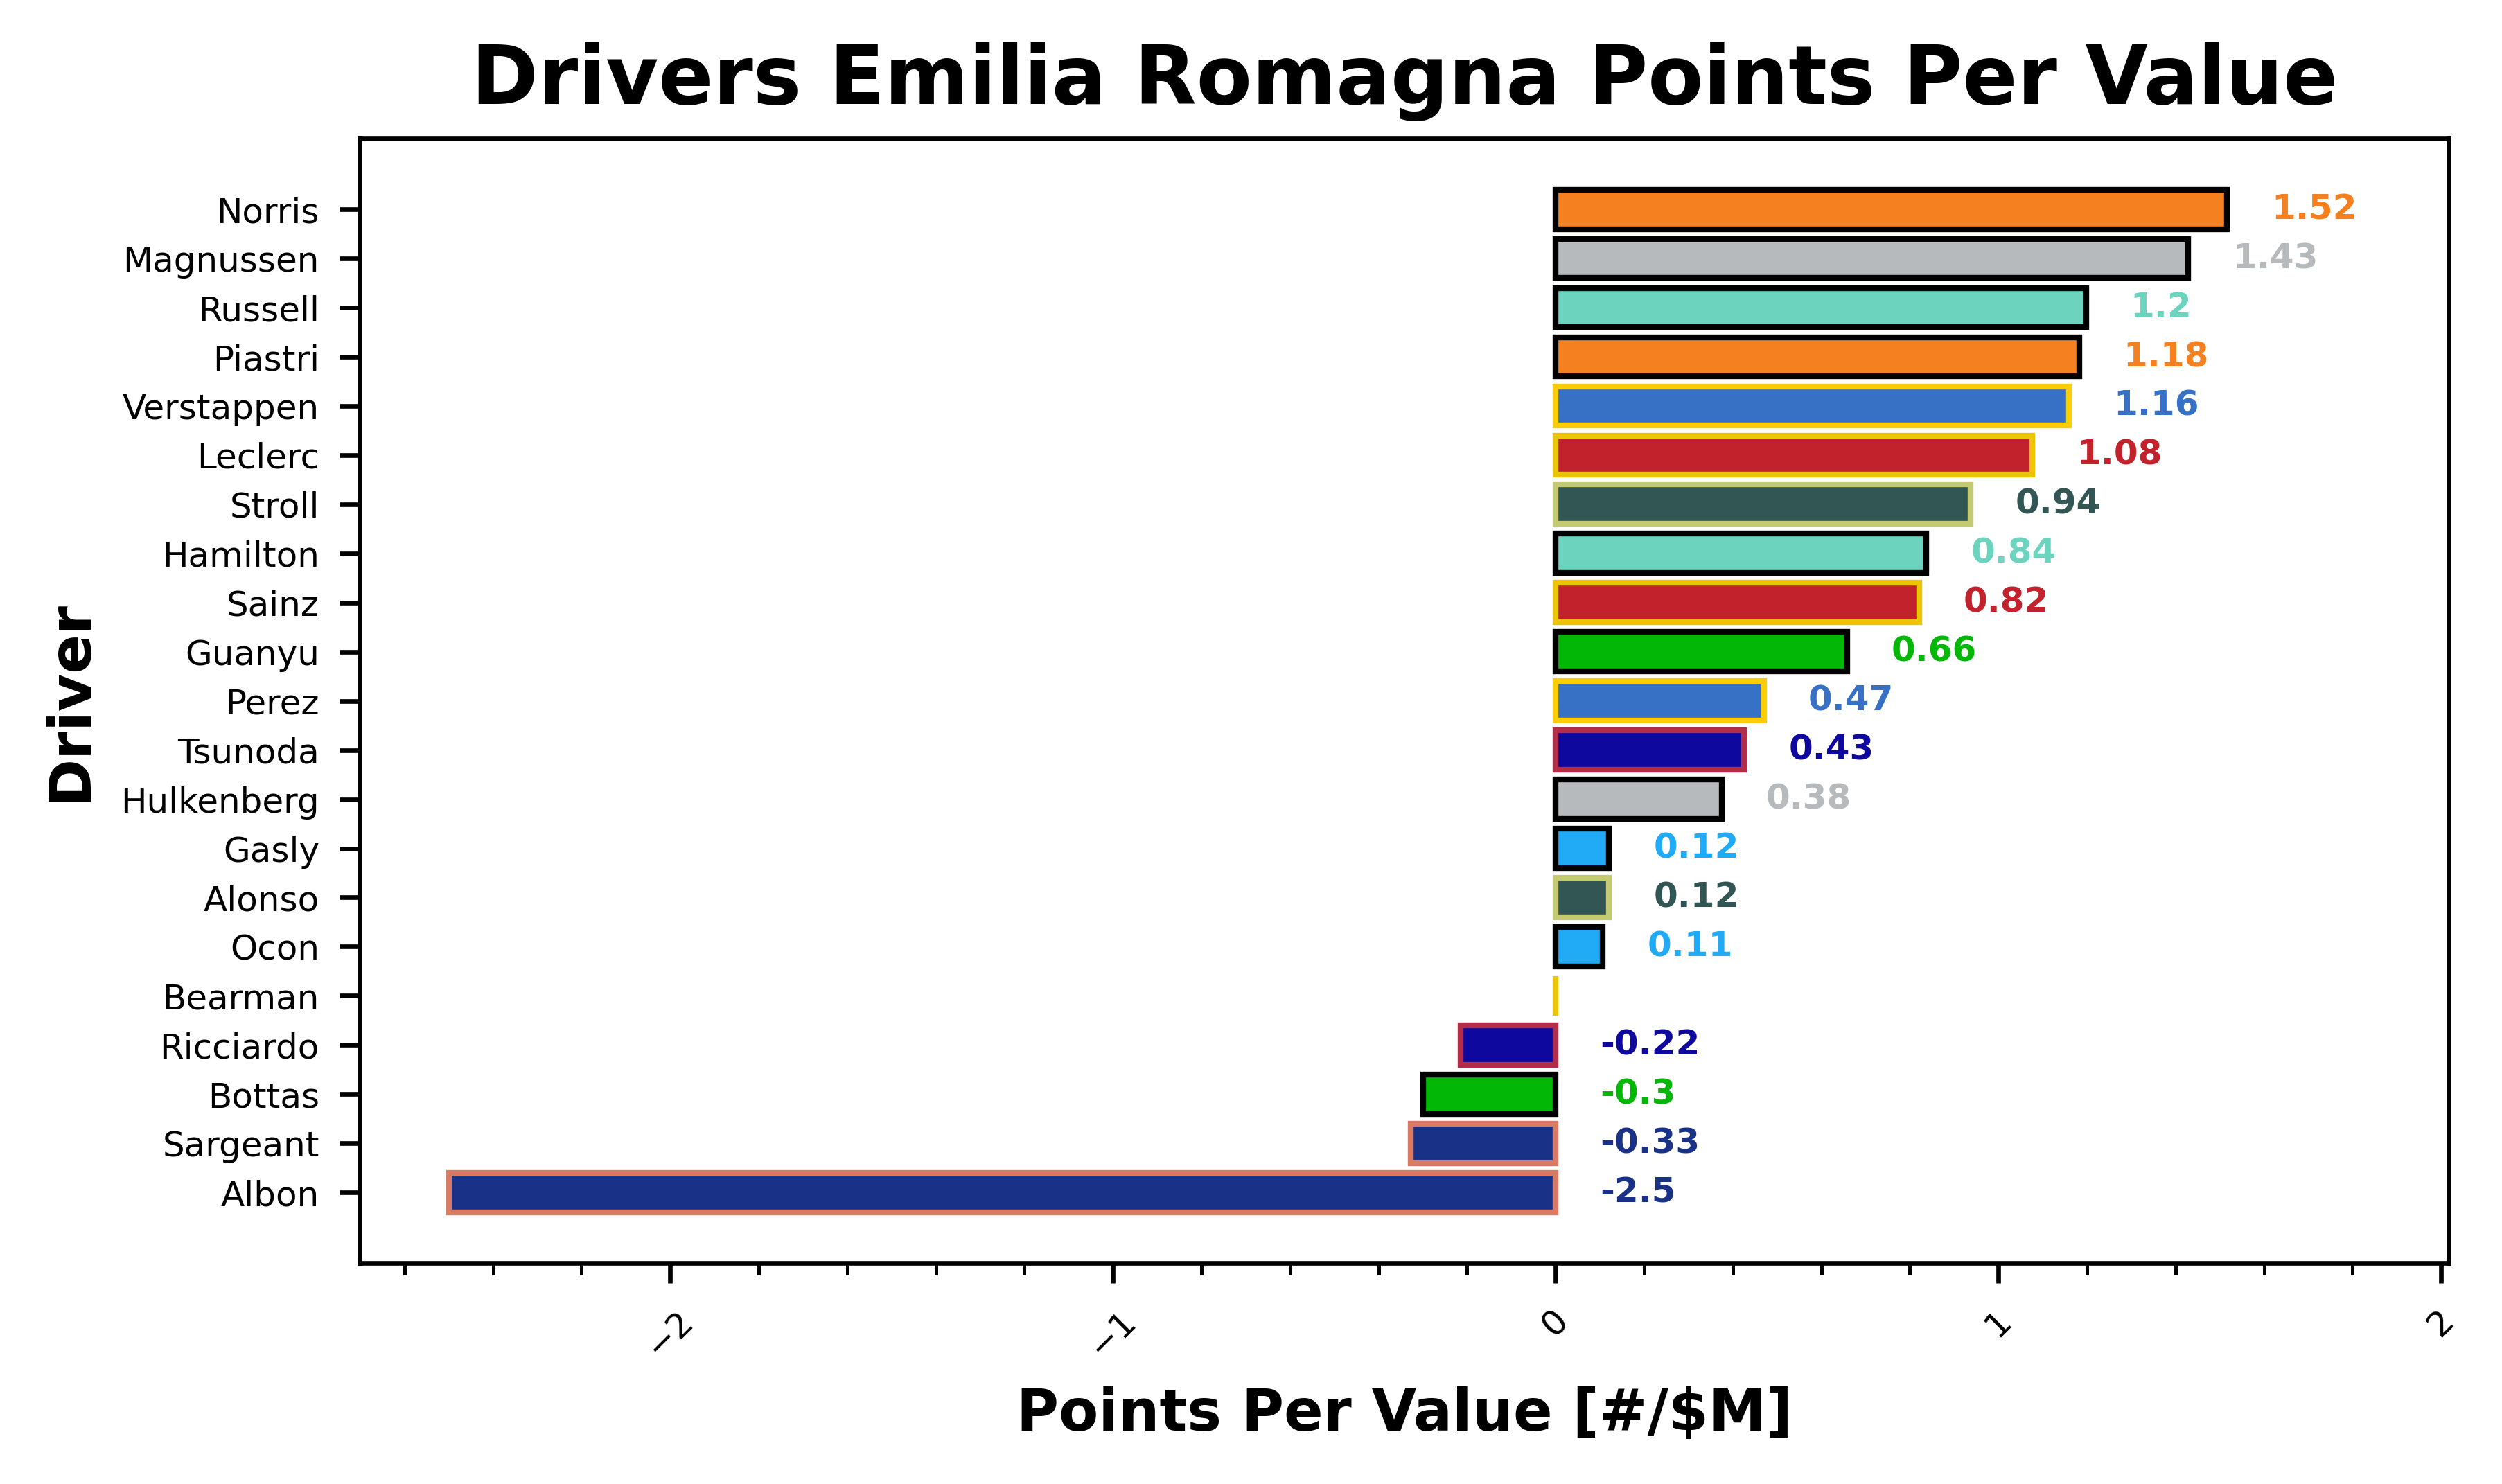 Drivers Emilia Romagna Points Per Value
Norris 1.52
Magnussen 1.43
Russell 1.2
Piastri 1.18
Verstappen 1.16
Leclerc 1.08
Stroll 0.94
Hamilton 0.84
Sainz 0.82
Guanyu 0.66
Perez 0.47
Tsunoda 0.43
Hulkenberg 0.38
Gasly 0.12
Alonso 0.12
Ocon 0.11
Bearman
Ricciardo -0.22
Bottas -0.3
Sargeant -0.33
Albon -2.5
Driver
−2 −1 0 1 2
Points Per Value [#/$M]